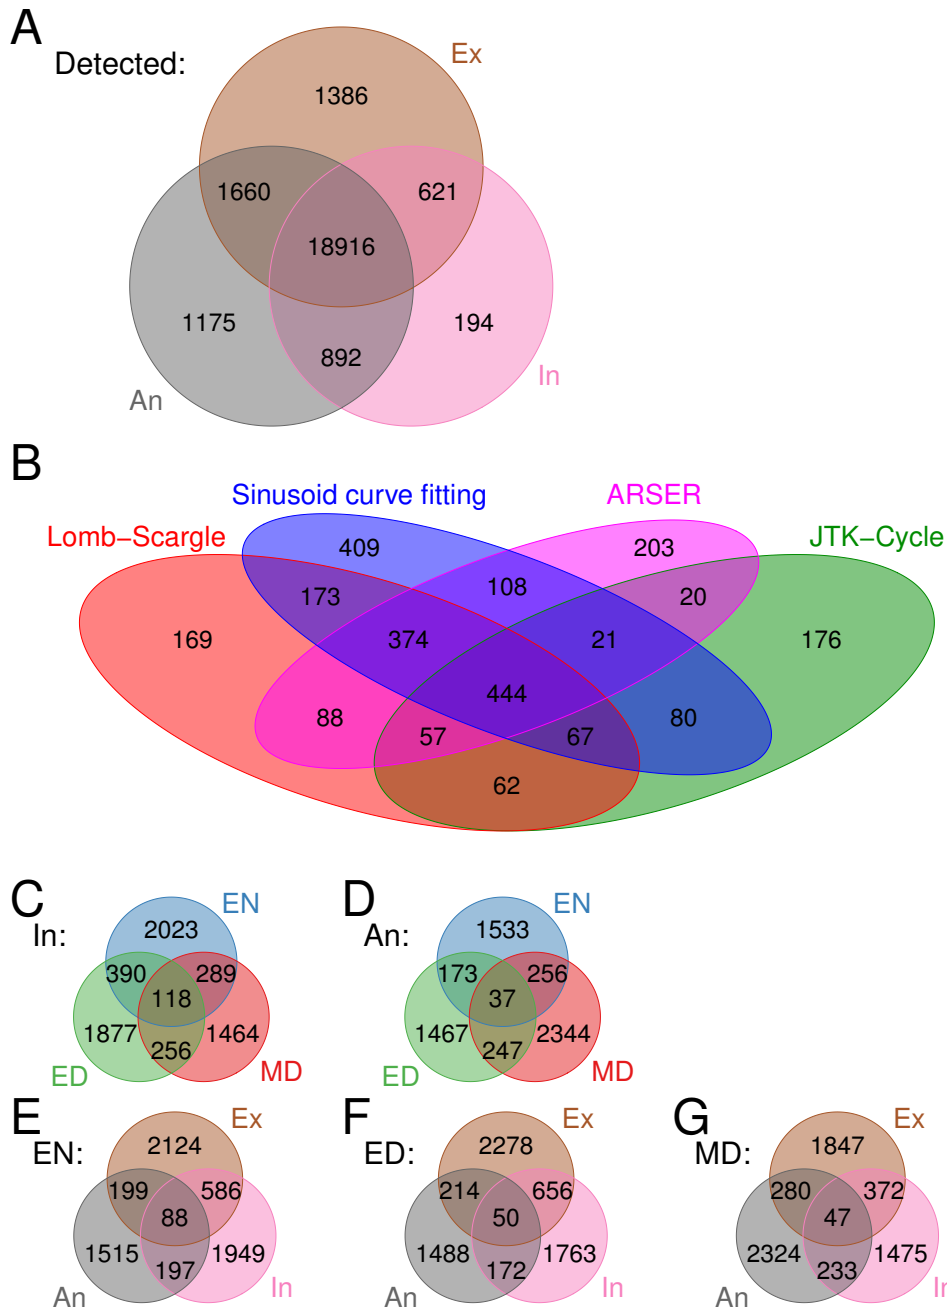 A
Detected:
Ex
1386
1660
621
18916
1175
194
892
An
In
B
Sinusoid curve fitting
ARSER
Lomb−Scargle
JTK−Cycle
409
203
108
173
20
374
21
169
176
444
88
80
57
67
62
C
In:
EN
2023
390
289
118
1877
1464
256
ED
MD
D
An:
EN
1533
173
256
37
1467
2344
247
ED
MD
E
EN:
Ex
2124
199
586
88
1515
1949
197
An
In
F
ED:
Ex
2278
214
656
50
1488
1763
172
An
In
G
MD:
Ex
1847
280
372
47
2324
1475
233
An
In